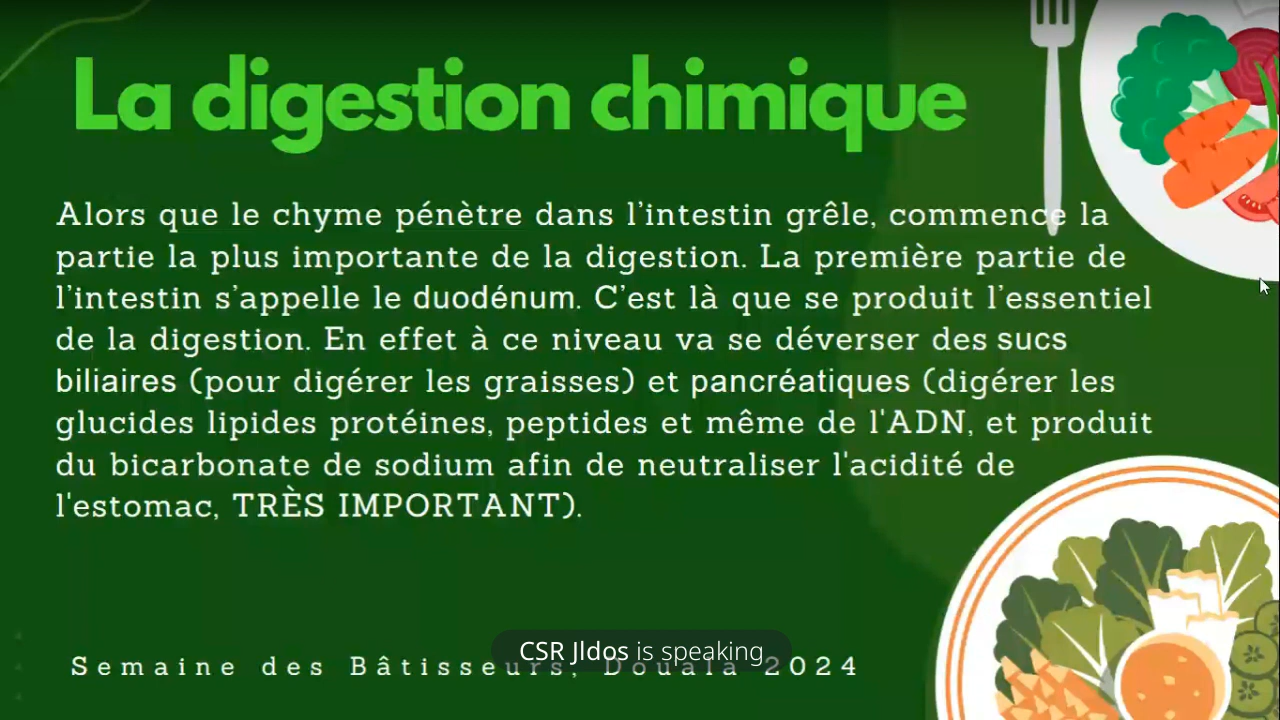 La digestion chimique
Alors que le chyme pénètre dans l'intestin grêle, commence la
partie la plus importante de la digestion. La première partie de
l'intestin s'appelle le duodénum. C'est là que se produit l'essentiel
de la digestion. En effet à ce niveau va se déverser des sucs
biliaires (pour digérer les graisses) et pancréatiques (digérer les
glucides lipides protéines, peptides et même de l'ADN, et produit
du bicarbonate de sodium afin de neutraliser l'acidité de
l'estomac, TRÈS IMPORTANT).
CSR Jldos is speaking
Semaine des Bâtisseurs, Douala 2024